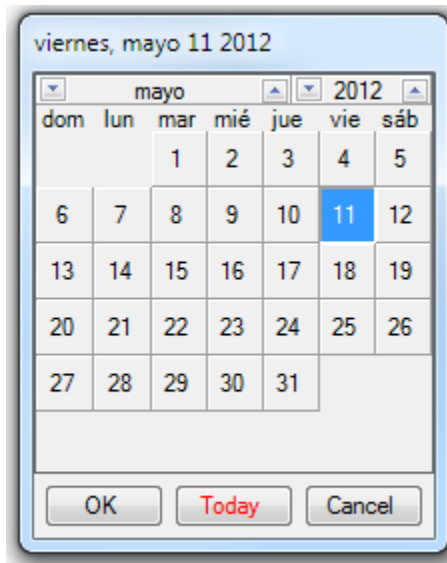 viernes, mayo 11 2012
mayo 2012
dom lun mar mié jue vie sáb
1 2 3 4 5
6 7 8 9 10 11 12
13 14 15 16 17 18 19
20 21 22 23 24 25 26
27 28 29 30 31
OK Today Cancel